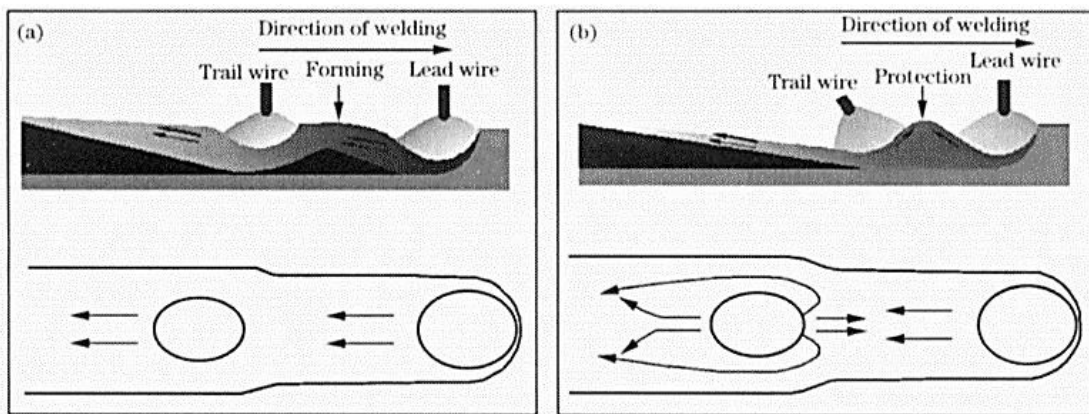 (a)
Direction of welding
Trail wire Forming Lead wire
(b)
Direction of welding
Lead wire
Trail wire Protection